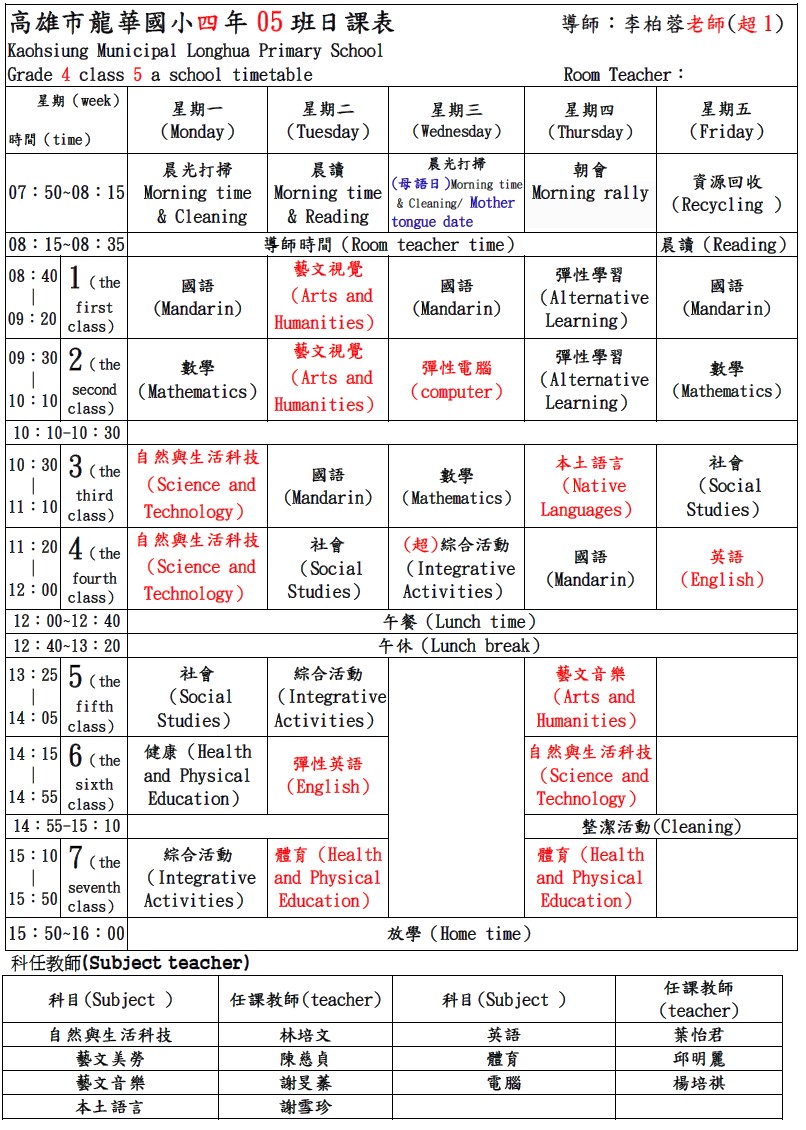 高雄市龍華國小四年 05 班日課表 導師：李柏蓉老師(超1)
Kaohsiung Municipal Longhua Primary School
Grade 4 class 5 a school timetable Room Teacher：
星期（week）
時間（time）
星期一
（Monday）
星期二
（Tuesday）
星期三
（Wednesday）
星期四
（Thursday）
星期五
（Friday）
07：50~08：15
晨光打掃
Morning time
& Cleaning
晨讀
Morning time
& Reading
晨光打掃
(母語日)Morning time
& Cleaning/ Mother
tongue date
朝會
Morning rally
資源回收
（Recycling ）
08：15~08：35
導師時間（Room teacher time）
晨讀（Reading）
08：40
|
09：20
1（the
first
class）
國語
（Mandarin）
藝文視覺
（Arts and
Humanities）
國語
（Mandarin）
彈性學習
（Alternative
Learning）
國語
（Mandarin）
09：30
|
10：10
2（the
second
class）
數學
（Mathematics）
藝文視覺
（Arts and
Humanities）
彈性電腦
（computer）
彈性學習
（Alternative
Learning）
數學
（Mathematics）
10：10-10：30
10：30
|
11：10
3（the
third
class）
自然與生活科技
（Science and
Technology）
國語
（Mandarin）
數學
（Mathematics）
本土語言
（Native
Languages）
社會
（Social
Studies）
11：20
|
12：00
4（the
fourth
class）
自然與生活科技
（Science and
Technology）
社會
（Social
Studies）
(超)綜合活動
（Integrative
Activities）
國語
（Mandarin）
英語
（English）
12：00~12：40
午餐（Lunch time）
12：40~13：20
午休（Lunch break）
13：25
|
14：05
5（the
fifth
class）
社會
（Social
Studies）
綜合活動
（Integrative
Activities）
藝文音樂
（Arts and
Humanities）
14：15
|
14：55
6（the
sixth
class）
健康（Health
and Physical
Education）
彈性英語
（English）
自然與生活科技
（Science and
Technology）
14：55-15：10
整潔活動(Cleaning）
15：10
|
15：50
7（the
seventh
class）
綜合活動
（Integrative
Activities）
體育（Health
and Physical
Education）
體育（Health
and Physical
Education）
15：50~16：00
放學（Home time）
科任教師(Subject teacher)
科目(Subject ) 任課教師(teacher) 科目(Subject ) 任課教師
(teacher)
自然與生活科技 林培文 英語 葉怡君
藝文美勞 陳慈貞 體育 邱明麗
藝文音樂 謝旻蓁 電腦 楊培祺
本土語言 謝雪珍